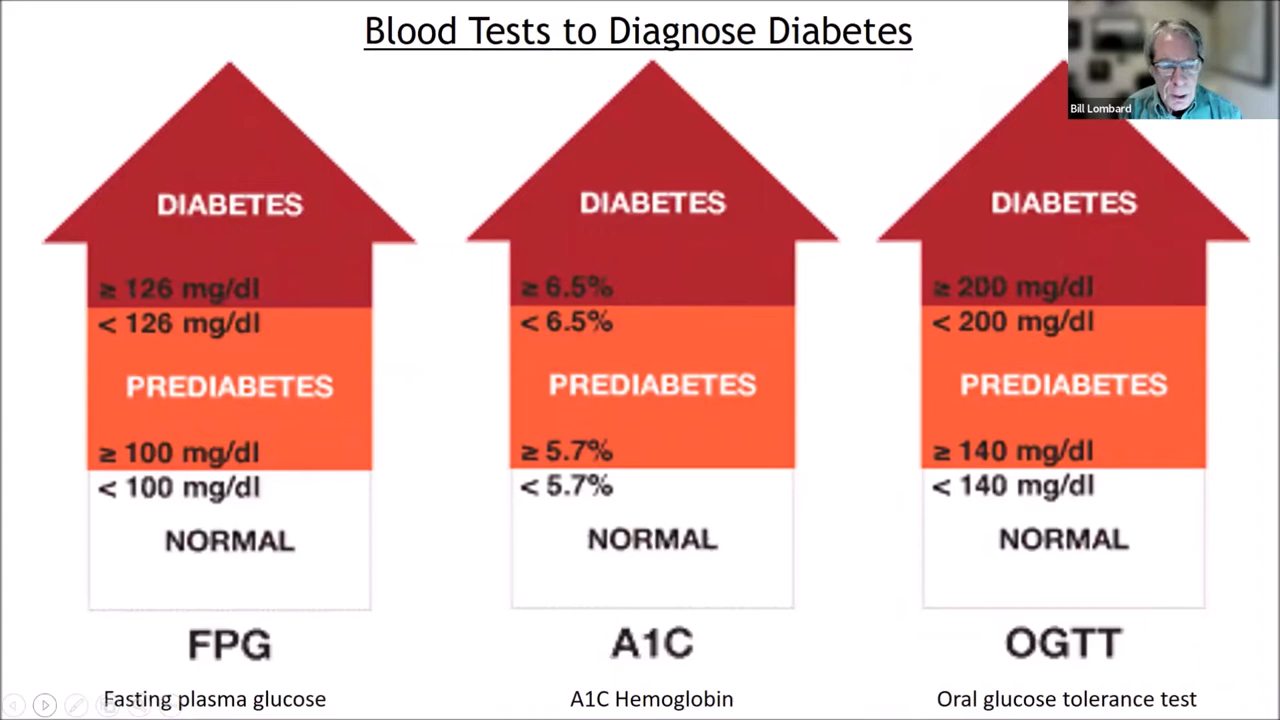 Blood Tests to Diagnose Diabetes
Bill Lombard
DIABETES
≥ 126 mg/dl
< 126 mg/dl
PREDIABETES
≥ 100 mg/dl
< 100 mg/dl
NORMAL
FPG
Fasting plasma glucose
DIABETES
≥ 6.5%
< 6.5%
PREDIABETES
≥ 5.7%
< 5.7%
NORMAL
A1C
A1C Hemoglobin
DIABETES
≥ 200 mg/dl
< 200 mg/dl
PREDIABETES
≥ 140 mg/dl
< 140 mg/dl
NORMAL
OGTT
Oral glucose tolerance test